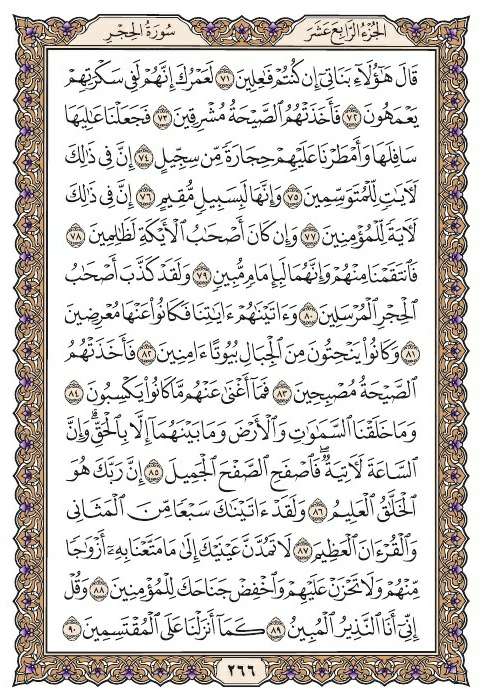 الجزء الرابع عشر
سورة الحجر
قَالَ هَٰٓؤُلَآءِ بَنَاتِيٓ إِن كُنتُمۡ فَٰعِلِينَ ٧١ لَعَمۡرُكَ إِنَّهُمۡ لَفِي سَكۡرَتِهِمۡ
يَعۡمَهُونَ ٧٢ فَأَخَذَتۡهُمُ ٱلصَّيۡحَةُ مُشۡرِقِينَ ٧٣ فَجَعَلۡنَا عَٰلِيَهَا
سَافِلَهَا وَأَمۡطَرۡنَا عَلَيۡهِمۡ حِجَارَةٗ مِّن سِجِّيلٍ ٧٤ إِنَّ فِي ذَٰلِكَ
لَأٓيَٰتٖ لِّلۡمُتَوَسِّمِينَ ٧٥ وَإِنَّهَا لَبِسَبِيلٖ مُّقِيمٍ ٧٦ إِنَّ فِي ذَٰلِكَ
لَأٓيَةٗ لِّلۡمُؤۡمِنِينَ ٧٧ وَإِن كَانَ أَصۡحَٰبُ ٱلۡأَيۡكَةِ لَظَٰلِمِينَ ٧٨
فَٱنتَقَمۡنَا مِنۡهُمۡ وَإِنَّهُمَا لَبِإِمَامٖ مُّبِينٖ ٧٩ وَلَقَدۡ كَذَّبَ أَصۡحَٰبُ
ٱلۡحِجۡرِ ٱلۡمُرۡسَلِينَ ٨٠ وَءَاتَيۡنَٰهُمۡ ءَايَٰتِنَا فَكَانُواْ عَنۡهَا مُعۡرِضِينَ
٨١ وَكَانُواْ يَنۡحِتُونَ مِنَ ٱلۡجِبَالِ بُيُوتًا ءَامِنِينَ ٨٢ فَأَخَذَتۡهُمُ
ٱلصَّيۡحَةُ مُصۡبِحِينَ ٨٣ فَمَآ أَغۡنَىٰ عَنۡهُم مَّا كَانُواْ يَكۡسِبُونَ ٨٤
وَمَا خَلَقۡنَا ٱلسَّمَٰوَٰتِ وَٱلۡأَرۡضَ وَمَا بَيۡنَهُمَآ إِلَّا بِٱلۡحَقِّۗ وَإِنَّ
ٱلسَّاعَةَ لَأٓتِيَةٞۖ فَٱصۡفَحِ ٱلصَّفۡحَ ٱلۡجَمِيلَ ٨٥ إِنَّ رَبَّكَ هُوَ
ٱلۡخَلَّٰقُ ٱلۡعَلِيمُ ٨٦ وَلَقَدۡ ءَاتَيۡنَٰكَ سَبۡعٗا مِّنَ ٱلۡمَثَانِي
وَٱلۡقُرۡءَانَ ٱلۡعَظِيمَ ٨٧ لَا تَمُدَّنَّ عَيۡنَيۡكَ إِلَىٰ مَا مَتَّعۡنَا بِهِۦٓ أَزۡوَٰجٗا
مِّنۡهُمۡ وَلَا تَحۡزَنۡ عَلَيۡهِمۡ وَٱخۡفِضۡ جَنَاحَكَ لِلۡمُؤۡمِنِينَ ٨٨ وَقُلۡ
إِنِّيٓ أَنَا ٱلنَّذِيرُ ٱلۡمُبِينُ ٨٩ كَمَآ أَنزَلۡنَا عَلَى ٱلۡمُقۡتَسِمِينَ ٩٠
٢٦٦